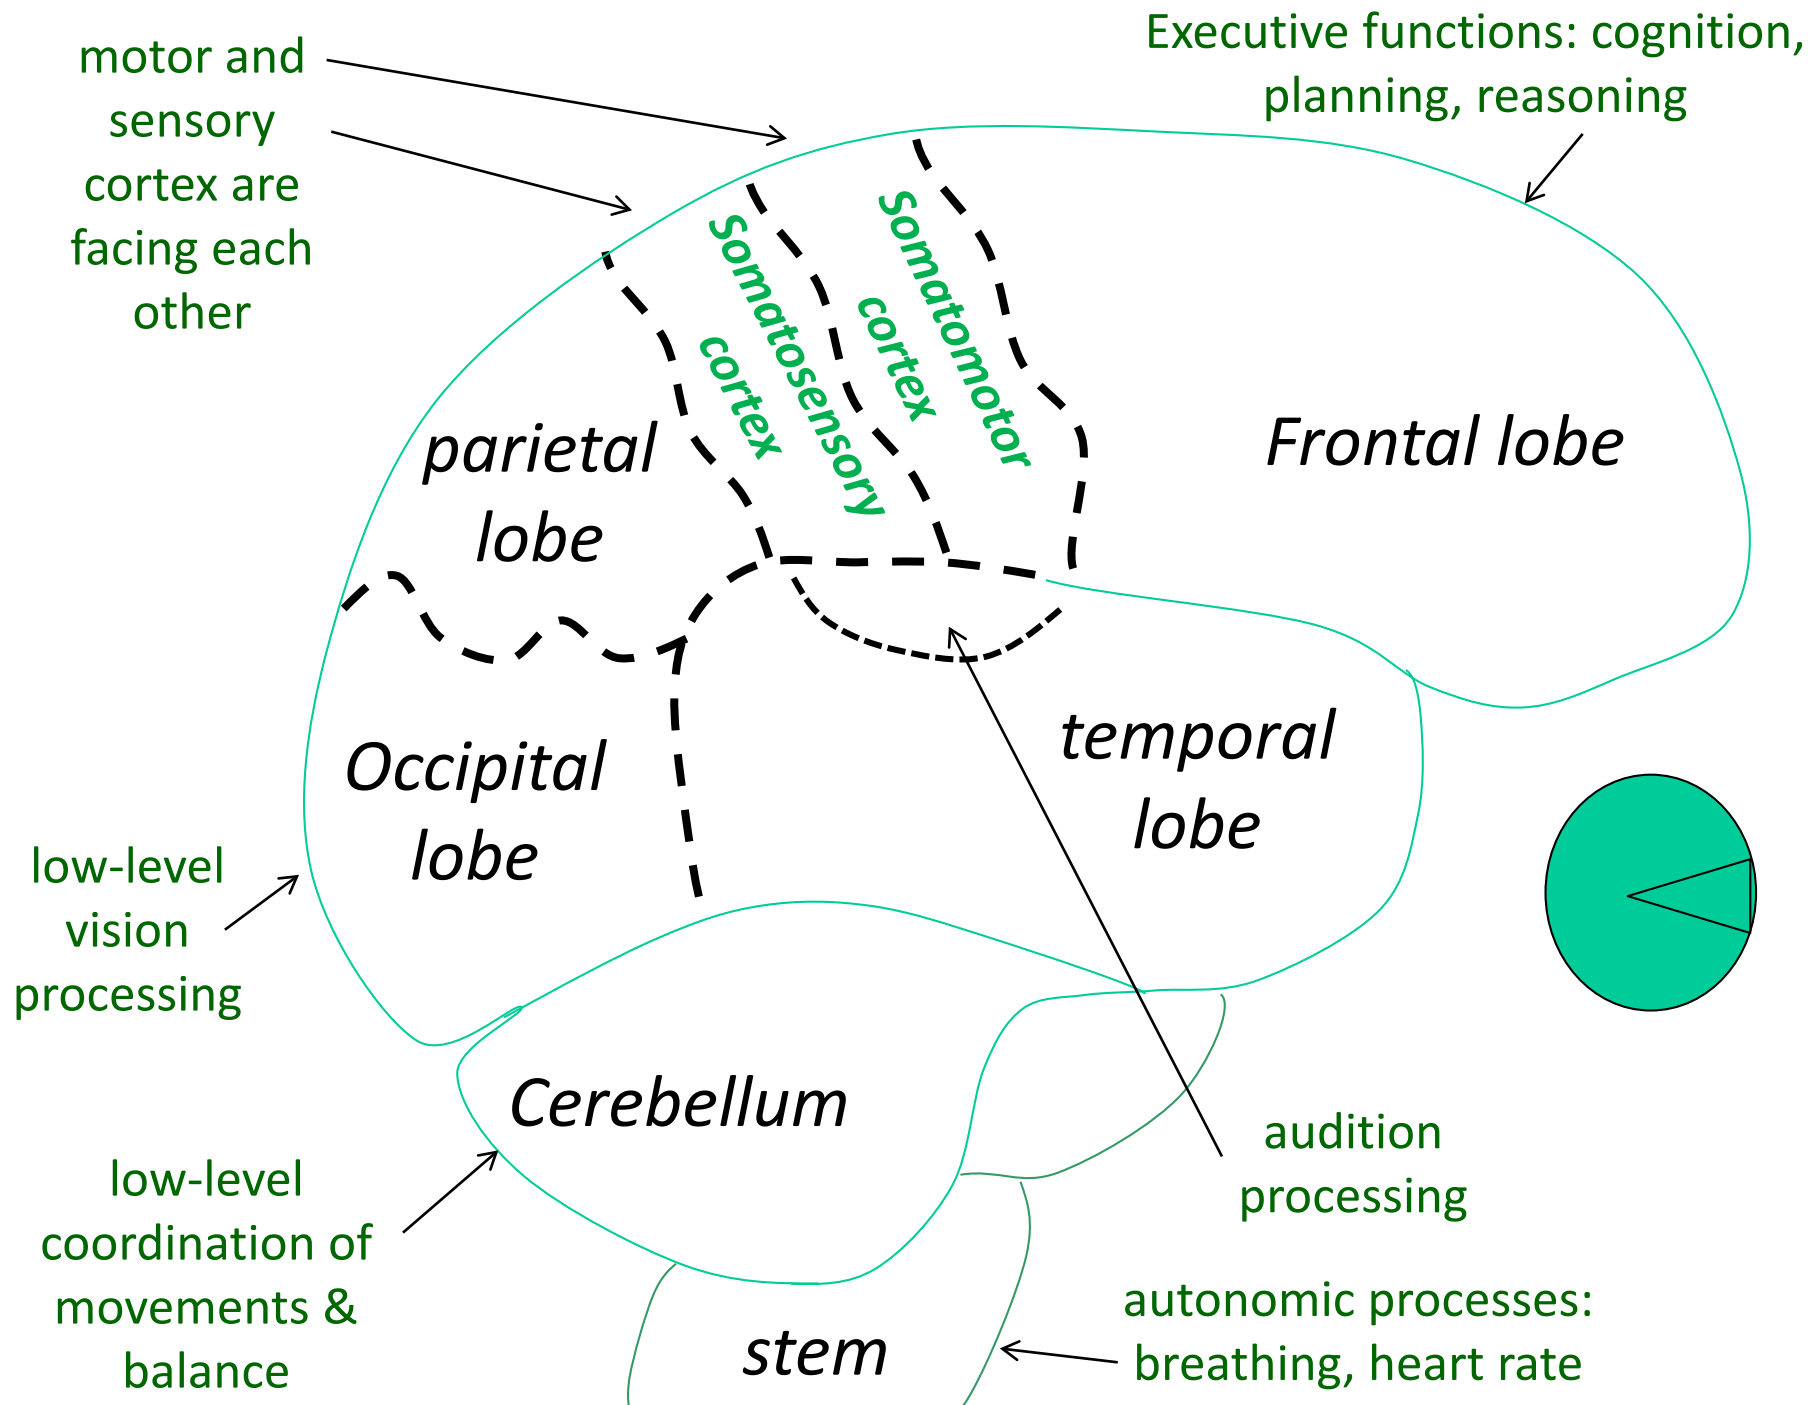 motor and
sensory
cortex are
facing each
other
Executive functions: cognition,
planning, reasoning
Somatosensory
cortex
Somatomotor
cortex
parietal
lobe
Frontal lobe
Occipital
lobe
temporal
lobe
low-level
vision
processing
Cerebellum
audition
processing
low-level
coordination of
movements &
balance
stem
autonomic processes:
breathing, heart rate